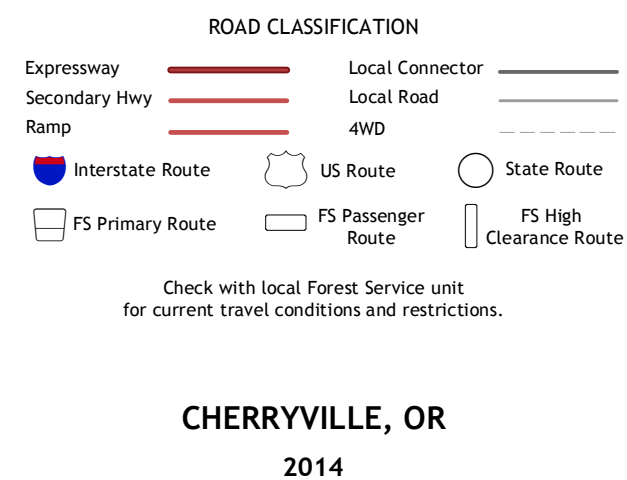 ROAD CLASSIFICATION
Expressway
Local Connector
Secondary Hwy
Local Road
Ramp
4WD
Interstate Route
US Route
State Route
FS Primary Route
FS Passenger
Route
FS High
Clearance Route
Check with local Forest Service unit
for current travel conditions and restrictions.
CHERRYVILLE, OR
2014